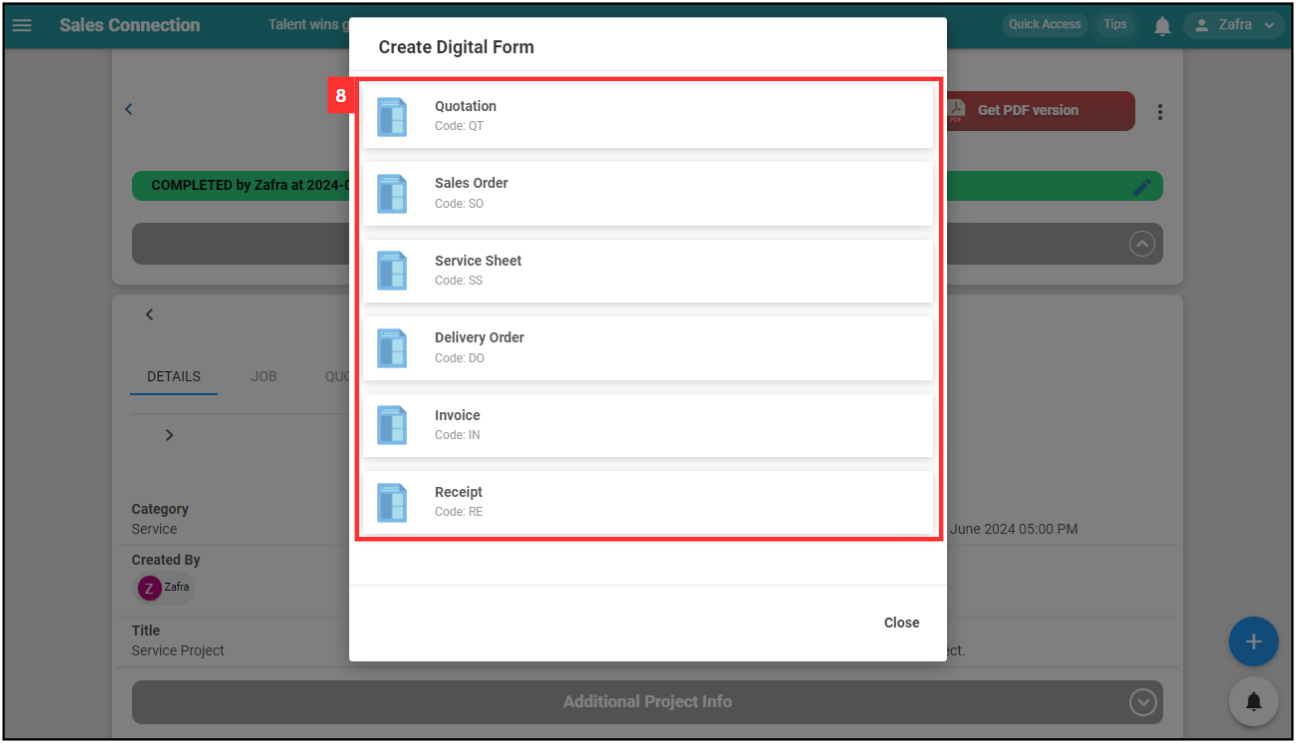 Sales Connection
Talent wins g
Quick Access
Tips
Zafra
Create Digital Form
8
Quotation
Code: QT
Get PDF version
PDF
COMPLETED by Zafra at 2024-0
Sales Order
Code: SO
Service Sheet
Code: SS
Delivery Order
Code: DO
DETAILS
JOB
QUO
Invoice
Code: IN
Receipt
Code: RE
Category
Service
June 2024 05:00 PM
Created By
Z
Zafra
Title
Service Project
ect.
Close
Additional Project Info